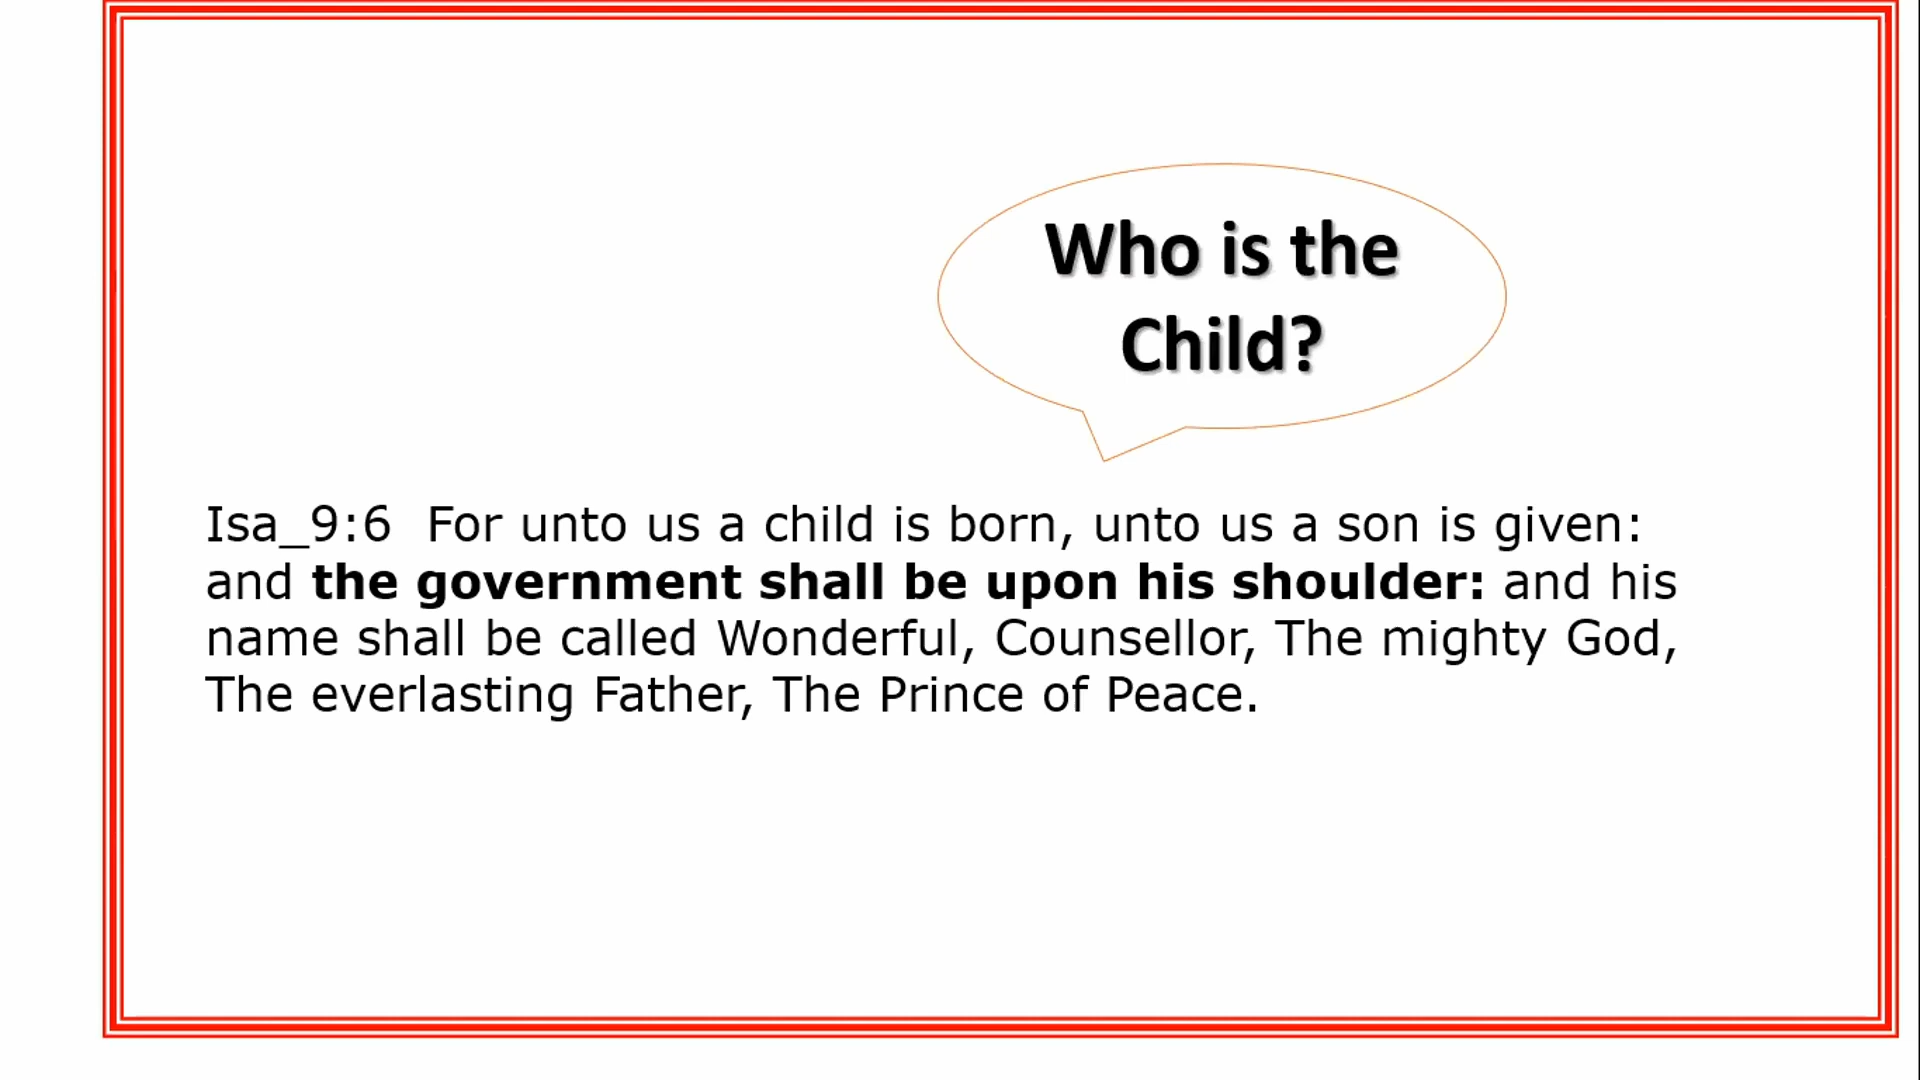 Who is the
Child?
Isa_9:6  For unto us a child is born, unto us a son is given:
and the government shall be upon his shoulder: and his
name shall be called Wonderful, Counsellor, The mighty God,
The everlasting Father, The Prince of Peace.